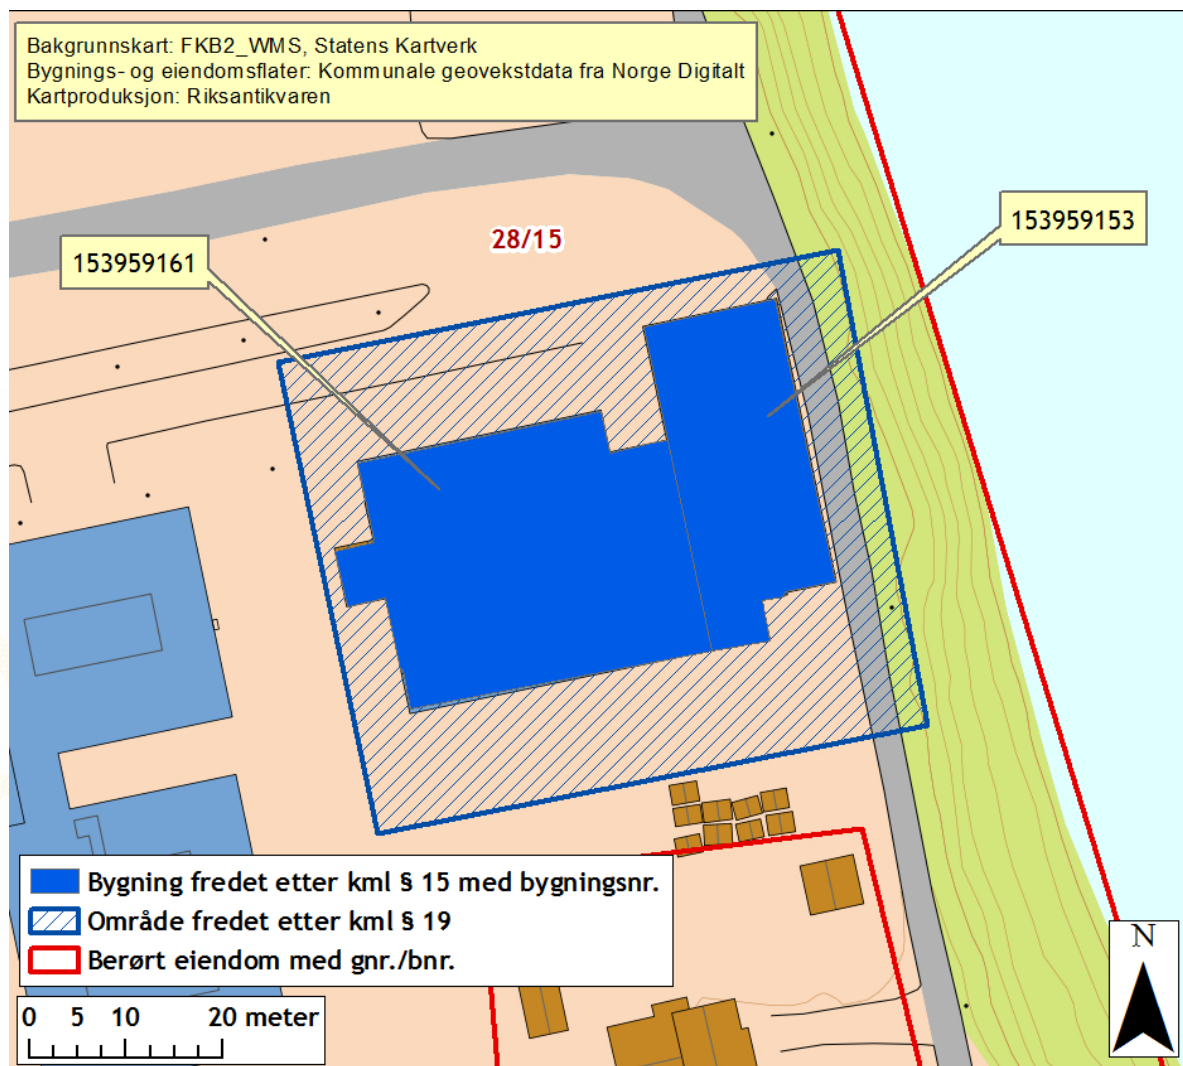 Bakgrunnskart: FKB2_WMS, Statens Kartverk
Bygnings- og eiendomsflater: Kommunale geovekstdata fra Norge Digitalt
Kartproduksjon: Riksantikvaren
28/15
153959153
153959161
Bygning fredet etter kml § 15 med bygningsnr.
Område fredet etter kml § 19
Berørt eiendom med gnr./bnr.
N
0 5 10 20 meter